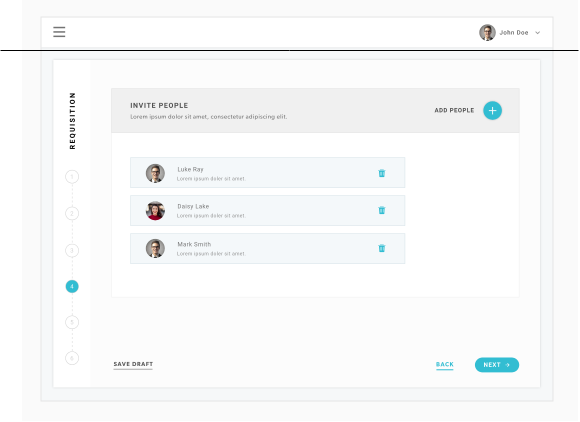 John Doe
REQUISITION
INVITE PEOPLE
Lorem ipsum dolor sit amet, consectetur adipiscing elit.
ADD PEOPLE
1
2
3
4
5
6
Luke Ray
Lorem ipsum dolor sit amet.
Daisy Lake
Lorem ipsum dolor sit amet.
Mark Smith
Lorem ipsum dolor sit amet.
SAVE DRAFT
BACK
NEXT →